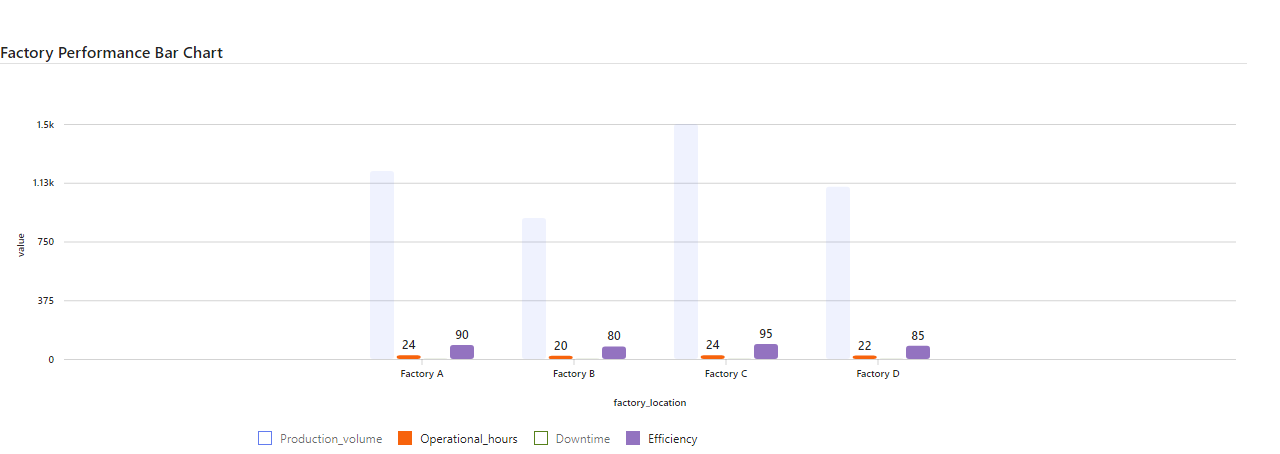 Factory Performance Bar Chart
1.5k
1.13k
750
375
0
value
24
90
20
80
24
95
22
85
Factory A
Factory B
Factory C
Factory D
factory_location
Production_volume
Operational_hours
Downtime
Efficiency